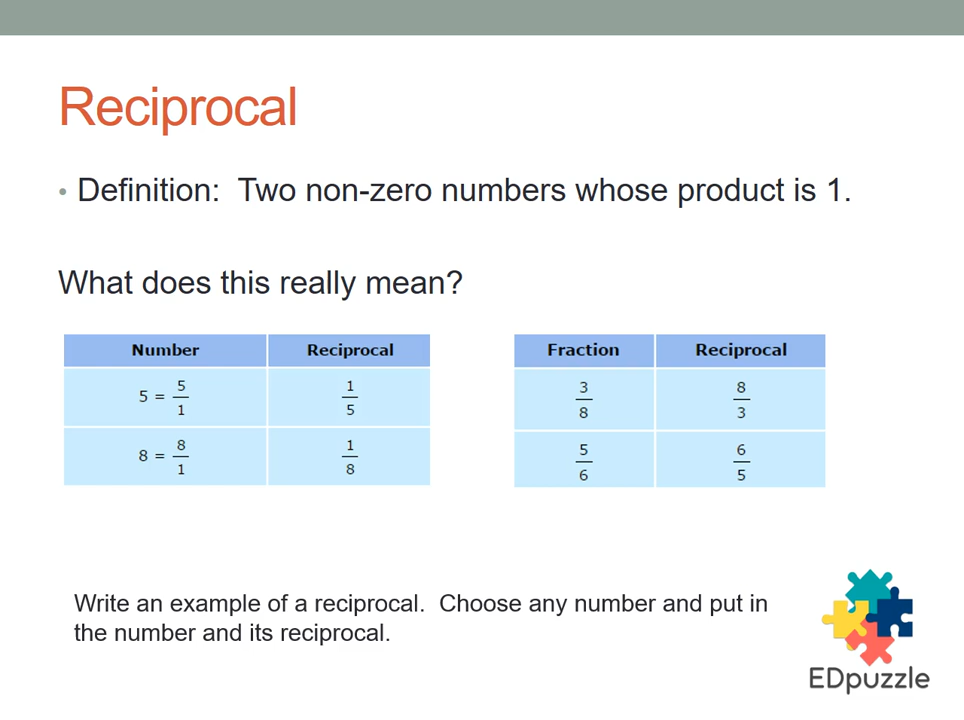 Reciprocal
• Definition: Two non-zero numbers whose product is 1.
What does this really mean?
Number Reciprocal
5 = 5/1 1/5
8 = 8/1 1/8
Fraction Reciprocal
3/8 8/3
5/6 6/5
Write an example of a reciprocal. Choose any number and put in
the number and its reciprocal.
EDpuzzle